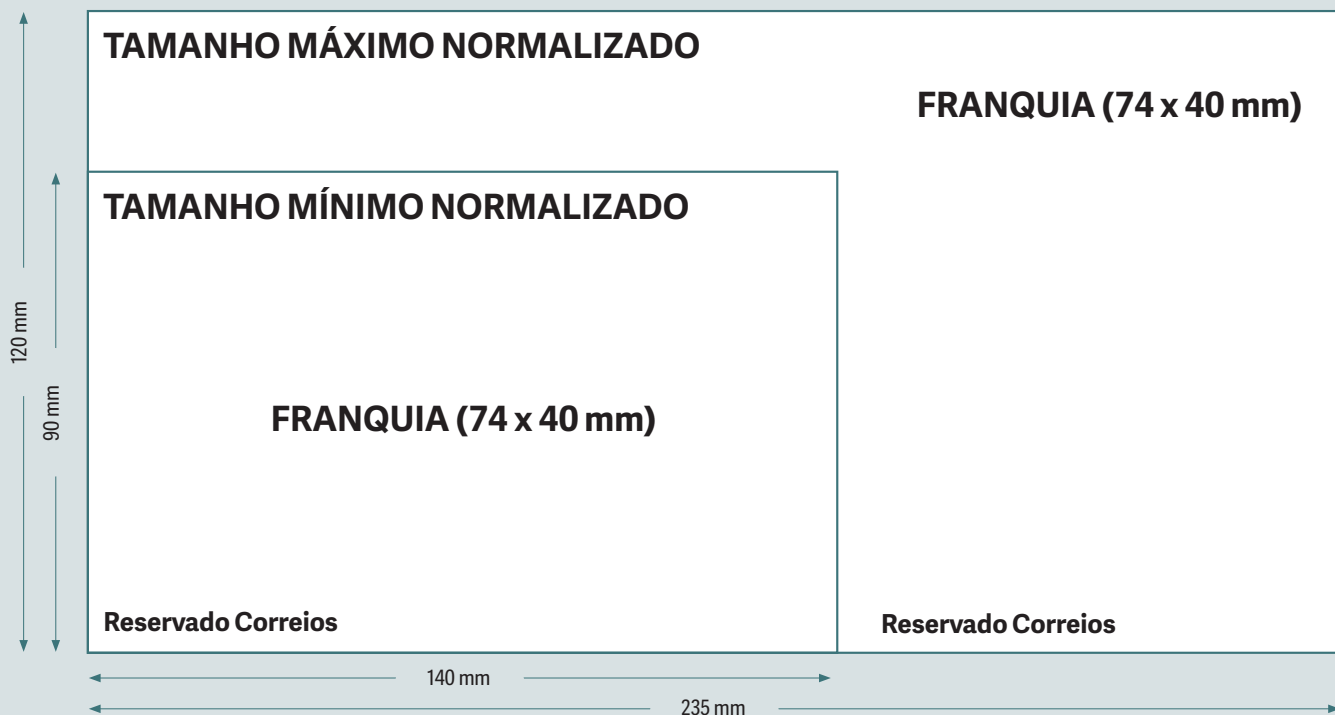 TAMANHO MÁXIMO NORMALIZADO
FRANQUIA (74 x 40 mm)
TAMANHO MÍNIMO NORMALIZADO
120 mm
90 mm
FRANQUIA (74 x 40 mm)
Reservado Correios
Reservado Correios
140 mm
235 mm